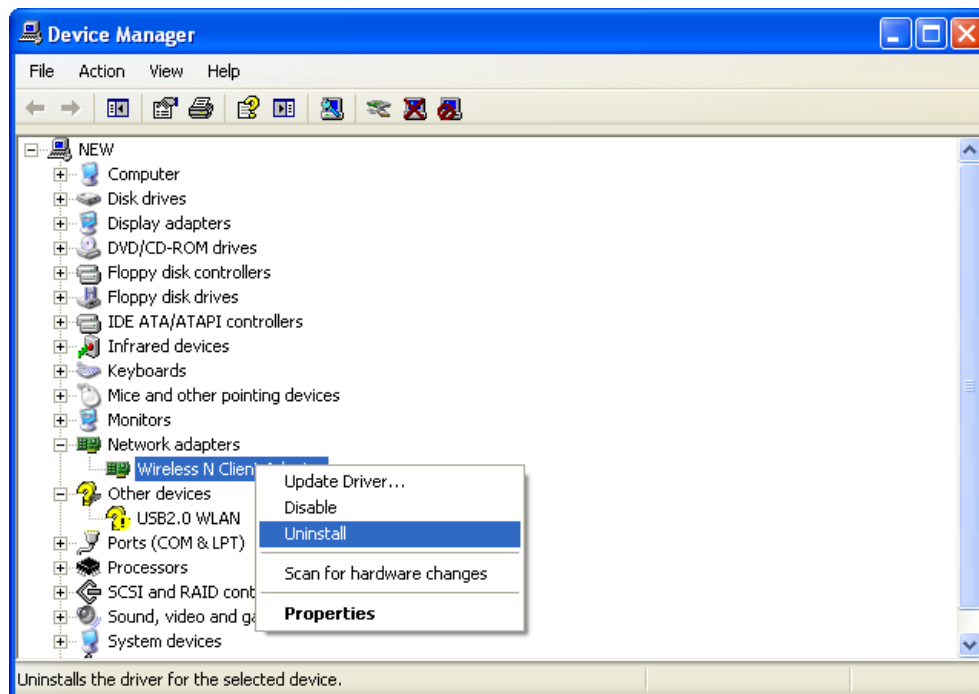 Device Manager
File Action View Help
NEW
Computer
Disk drives
Display adapters
DVD/CD-ROM drives
Floppy disk controllers
Floppy disk drives
IDE ATA/ATAPI controllers
Infrared devices
Keyboards
Mice and other pointing devices
Monitors
Network adapters
Wireless N Client
Other devices
USB2.0 WLAN
Ports (COM & LPT)
Processors
SCSI and RAID cont
Sound, video and ga
System devices
Update Driver...
Disable
Uninstall
Scan for hardware changes
Properties
Uninstalls the driver for the selected device.